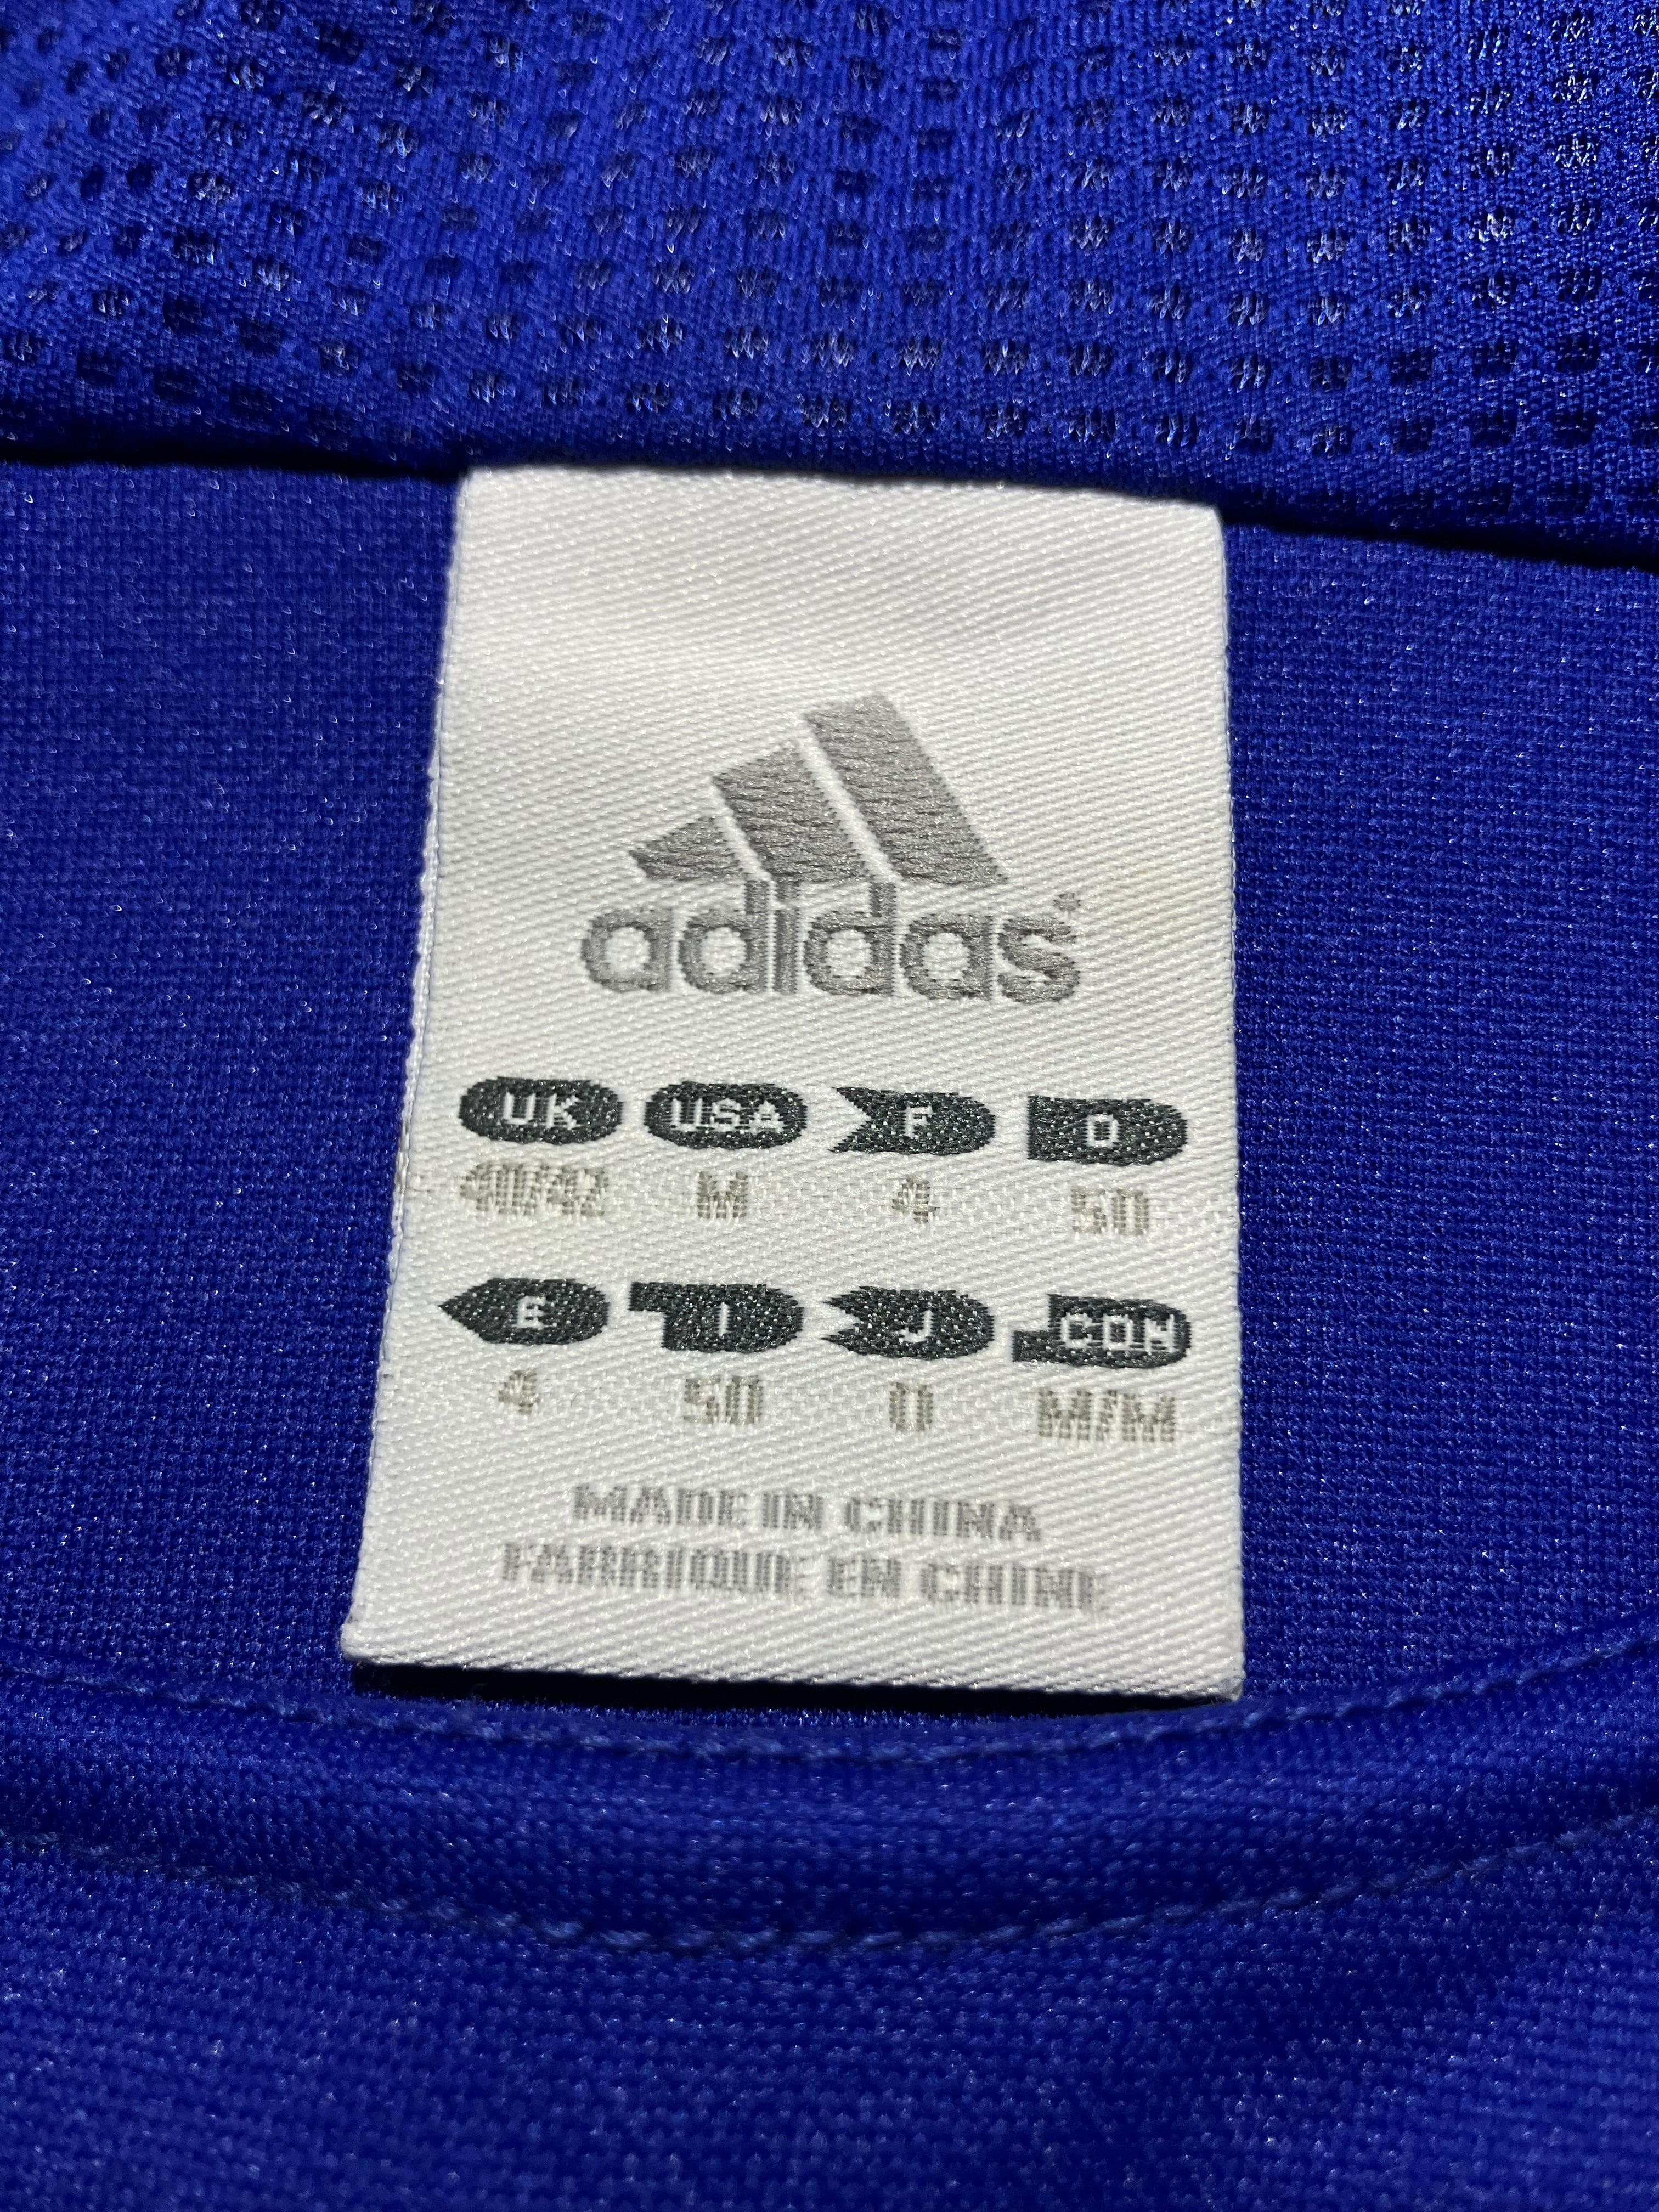 adidas
UK USA F D
40/42 M 4 50
E I J CDN
4 50 O M/M
MADE IN CHINA
FABRIQUE EN CHINE